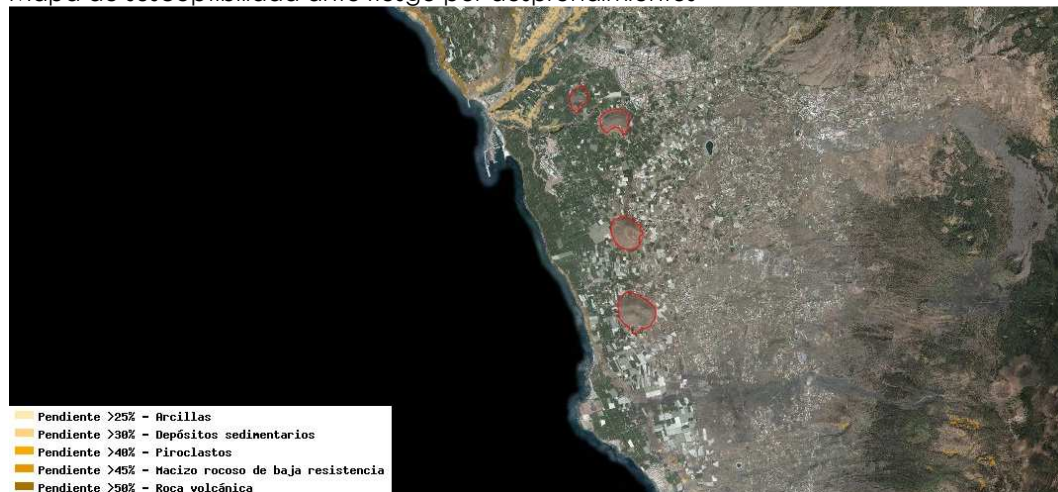 Mapa de susceptibilidad ante riesgo por desprendimientos
Pendiente >25% - Arcillas
Pendiente >30% - Depósitos sedimentarios
Pendiente >40% - Piroclastos
Pendiente >45% - Macizo rocoso de baja resistencia
Pendiente >50% - Roca volcánica